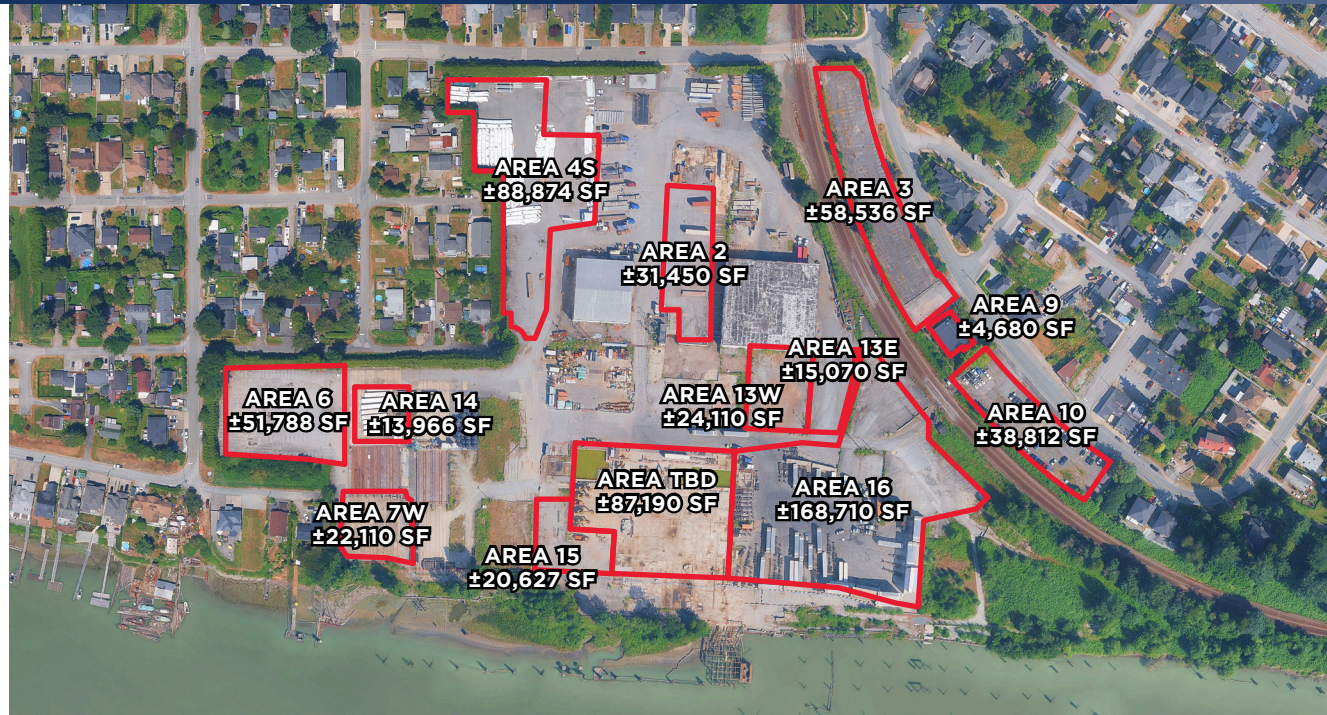 AREA 4S
±88,874 SF
AREA 3
±58,536 SF
AREA 2
±31,450 SF
AREA 9
±4,680 SF
AREA 13E
±15,070 SF
AREA 13W
±24,110 SF
AREA 6
±51,788 SF
AREA 14
±13,966 SF
AREA 10
±38,812 SF
AREA TBD
±87,190 SF
AREA 16
±168,710 SF
AREA 7W
±22,110 SF
AREA 15
±20,627 SF